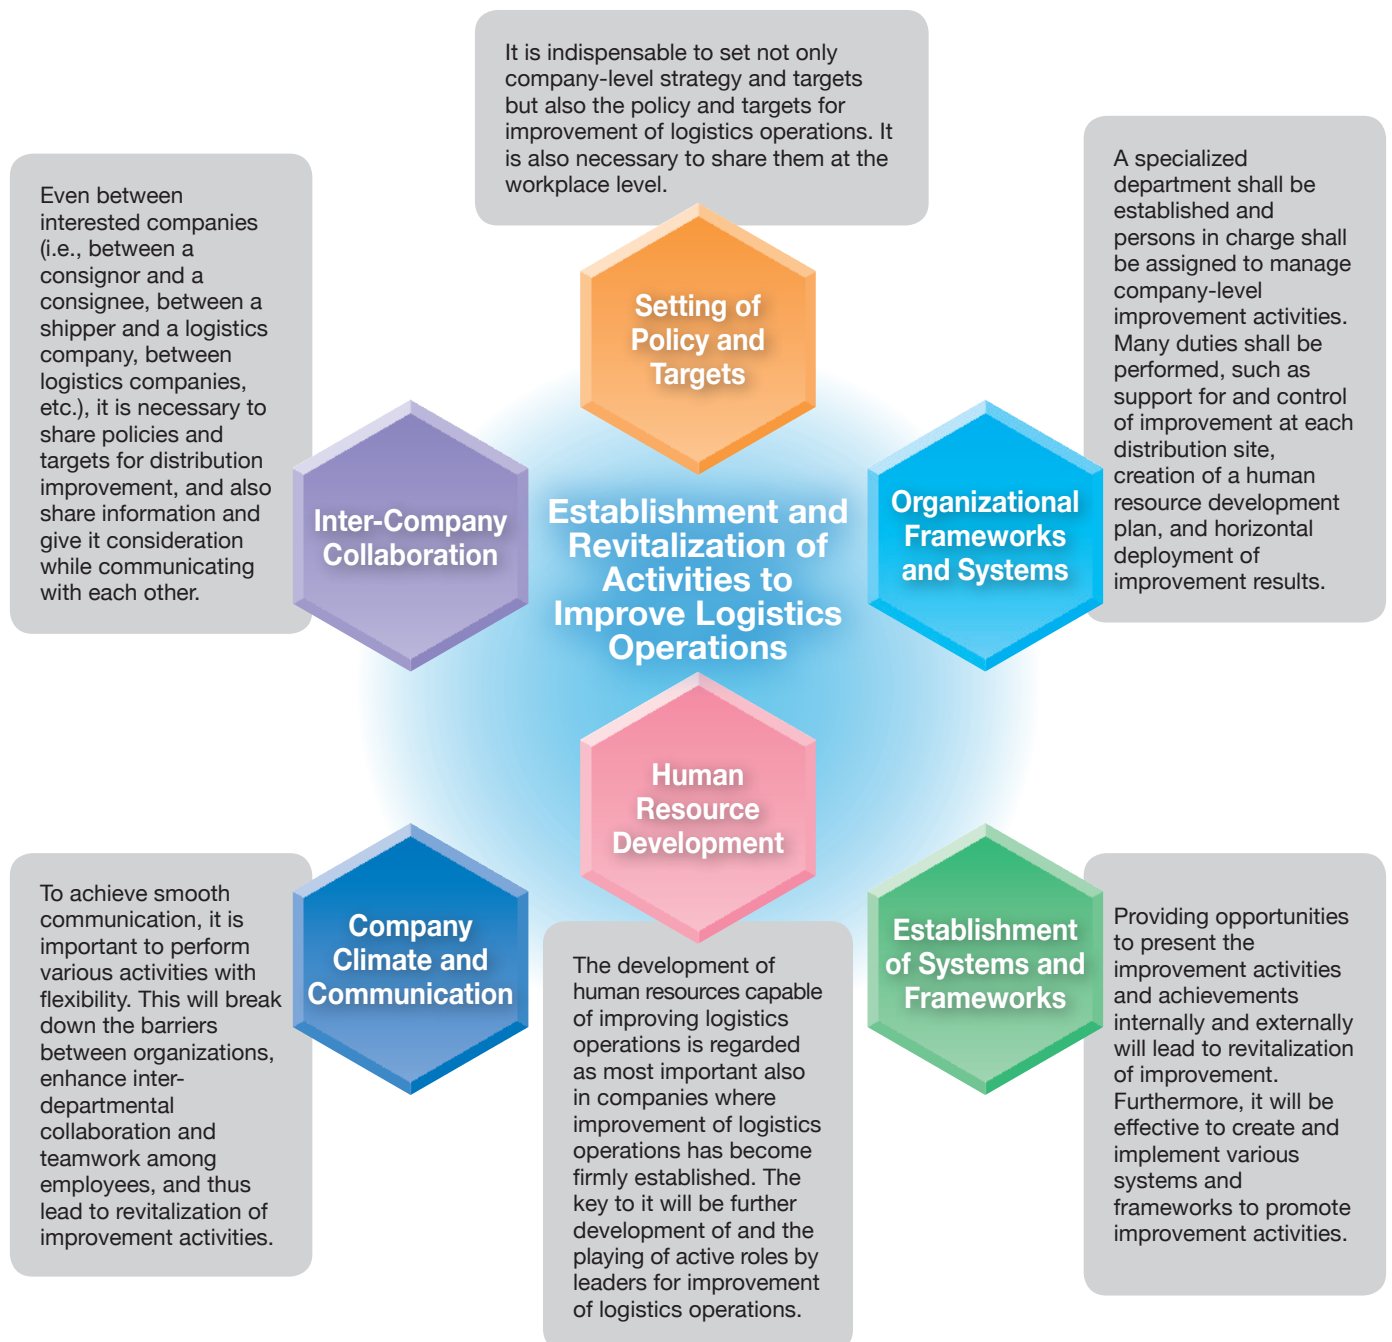 It is indispensable to set not only
company-level strategy and targets
but also the policy and targets for
improvement of logistics operations. It
is also necessary to share them at the
workplace level.
Setting of
Policy and
Targets
Even between
interested companies
(i.e., between a
consignor and a
consignee, between a
shipper and a logistics
company, between
logistics companies,
etc.), it is necessary to
share policies and
targets for distribution
improvement, and also
share information and
give it consideration
while communicating
with each other.
Inter-Company
Collaboration
Establishment and
Revitalization of
Activities to
Improve Logistics
Operations
Organizational
Frameworks
and Systems
A specialized
department shall be
established and
persons in charge shall
be assigned to manage
company-level
improvement activities.
Many duties shall be
performed, such as
support for and control
of improvement at each
distribution site,
creation of a human
resource development
plan, and horizontal
deployment of
improvement results.
Human
Resource
Development
The development of
human resources capable
of improving logistics
operations is regarded
as most important also
in companies where
improvement of logistics
operations has become
firmly established. The
key to it will be further
development of and the
playing of active roles by
leaders for improvement
of logistics operations.
To achieve smooth
communication, it is
important to perform
various activities with
flexibility. This will break
down the barriers
between organizations,
enhance inter-
departmental
collaboration and
teamwork among
employees, and thus
lead to revitalization of
improvement activities.
Company
Climate and
Communication
Establishment
of Systems and
Frameworks
Providing opportunities
to present the
improvement activities
and achievements
internally and externally
will lead to revitalization
of improvement.
Furthermore, it will be
effective to create and
implement various
systems and
frameworks to promote
improvement activities.